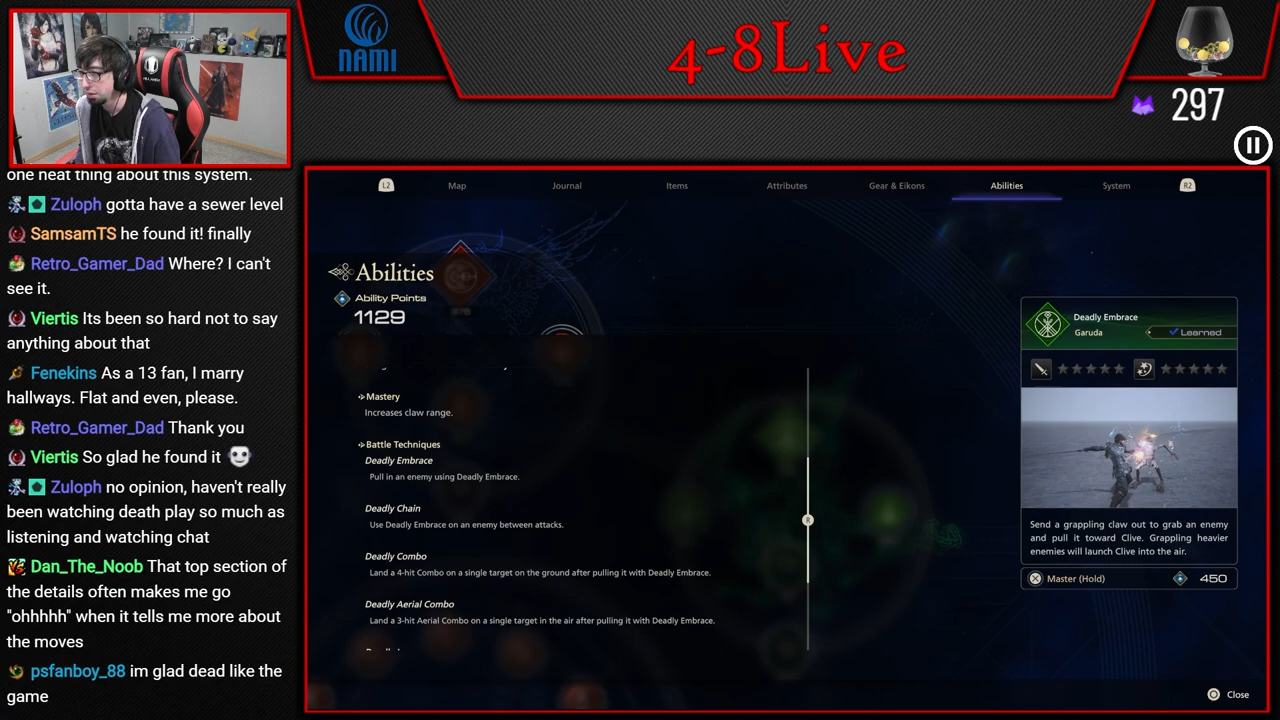 NAMI
4-8Live
297
one neat thing about this system.
Zuloph gotta have a sewer level
SamsamTS he found it! finally
Retro_Gamer_Dad Where? I can't
see it.
Viertis Its been so hard not to say
anything about that
Fenekins As a 13 fan, I marry
hallways. Flat and even, please.
Retro_Gamer_Dad Thank you
Viertis So glad he found it
Zuloph no opinion, haven't really
been watching death play so much as
listening and watching chat
Dan_The_Noob That top section of
the details often makes me go
"ohhhhh" when it tells me more about
the moves
psfanboy_88 im glad dead like the
game
L2 Map Journal Items Attributes Gear & Eikons Abilities System R2
Abilities
Ability Points
1129
Mastery
Increases claw range.
Battle Techniques
Deadly Embrace
Pull in an enemy using Deadly Embrace.
Deadly Chain
Use Deadly Embrace on an enemy between attacks.
Deadly Combo
Land a 4-hit Combo on a single target on the ground after pulling it with Deadly Embrace.
Deadly Aerial Combo
Land a 3-hit Aerial Combo on a single target in the air after pulling it with Deadly Embrace.
R
Deadly Embrace
Garuda
Learned
Send a grappling claw out to grab an enemy
and pull it toward Clive. Grappling heavier
enemies will launch Clive into the air.
Master (Hold) 450
Close